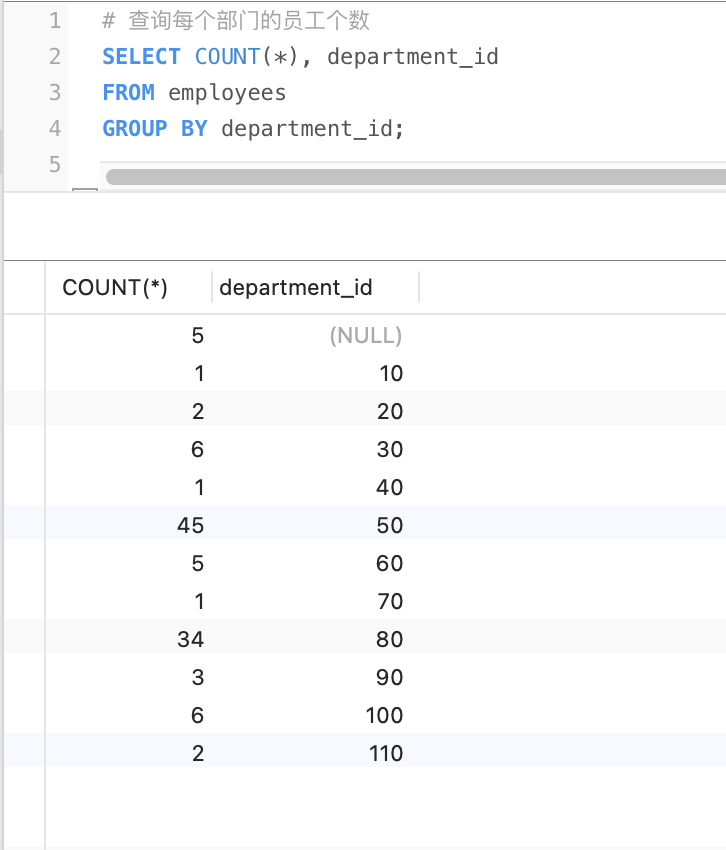 1 # 查询每个部门的员工个数
2 SELECT COUNT(*), department_id
3 FROM employees
4 GROUP BY department_id;
5
COUNT(*) department_id
5 (NULL)
1 10
2 20
6 30
1 40
45 50
5 60
1 70
34 80
3 90
6 100
2 110